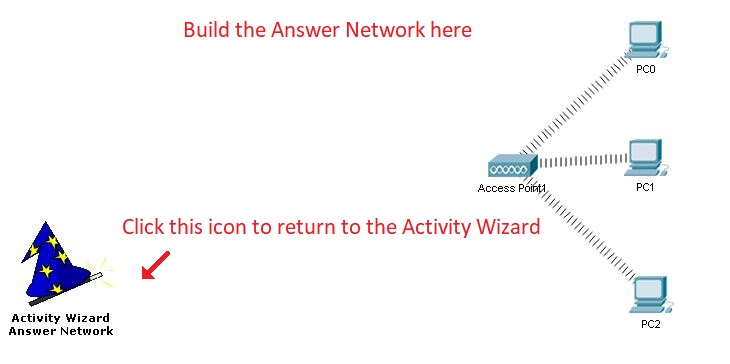 Build the Answer Network here
PC0
Access Point1
PC1
Click this icon to return to the Activity Wizard
Activity Wizard
Answer Network
PC2